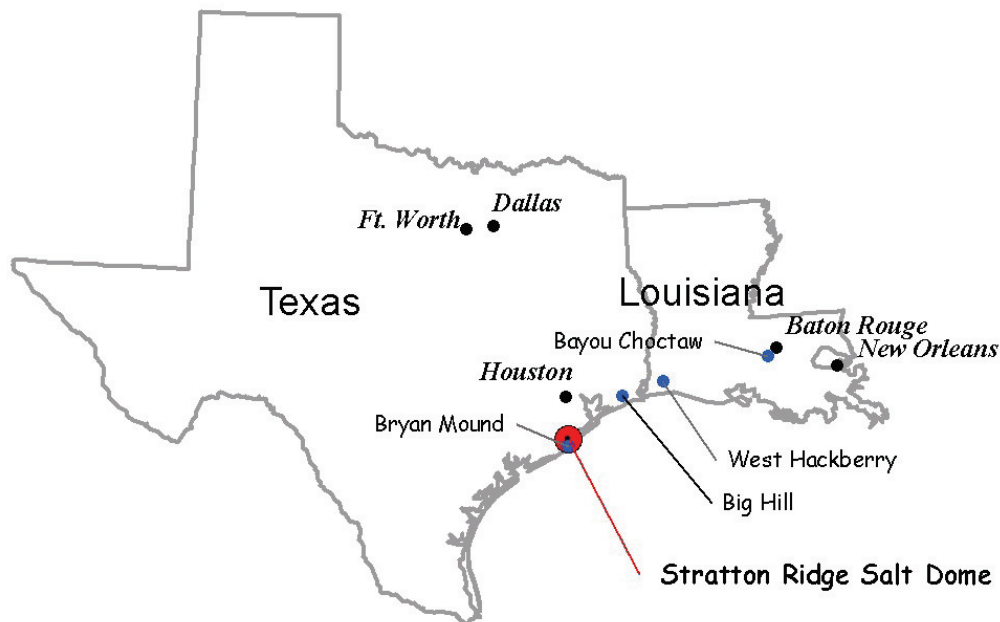 Dallas
Ft. Worth
Texas
Louisiana
Baton Rouge
Bayou Choctaw
New Orleans
Houston
Bryan Mound
West Hackberry
Big Hill
Stratton Ridge Salt Dome